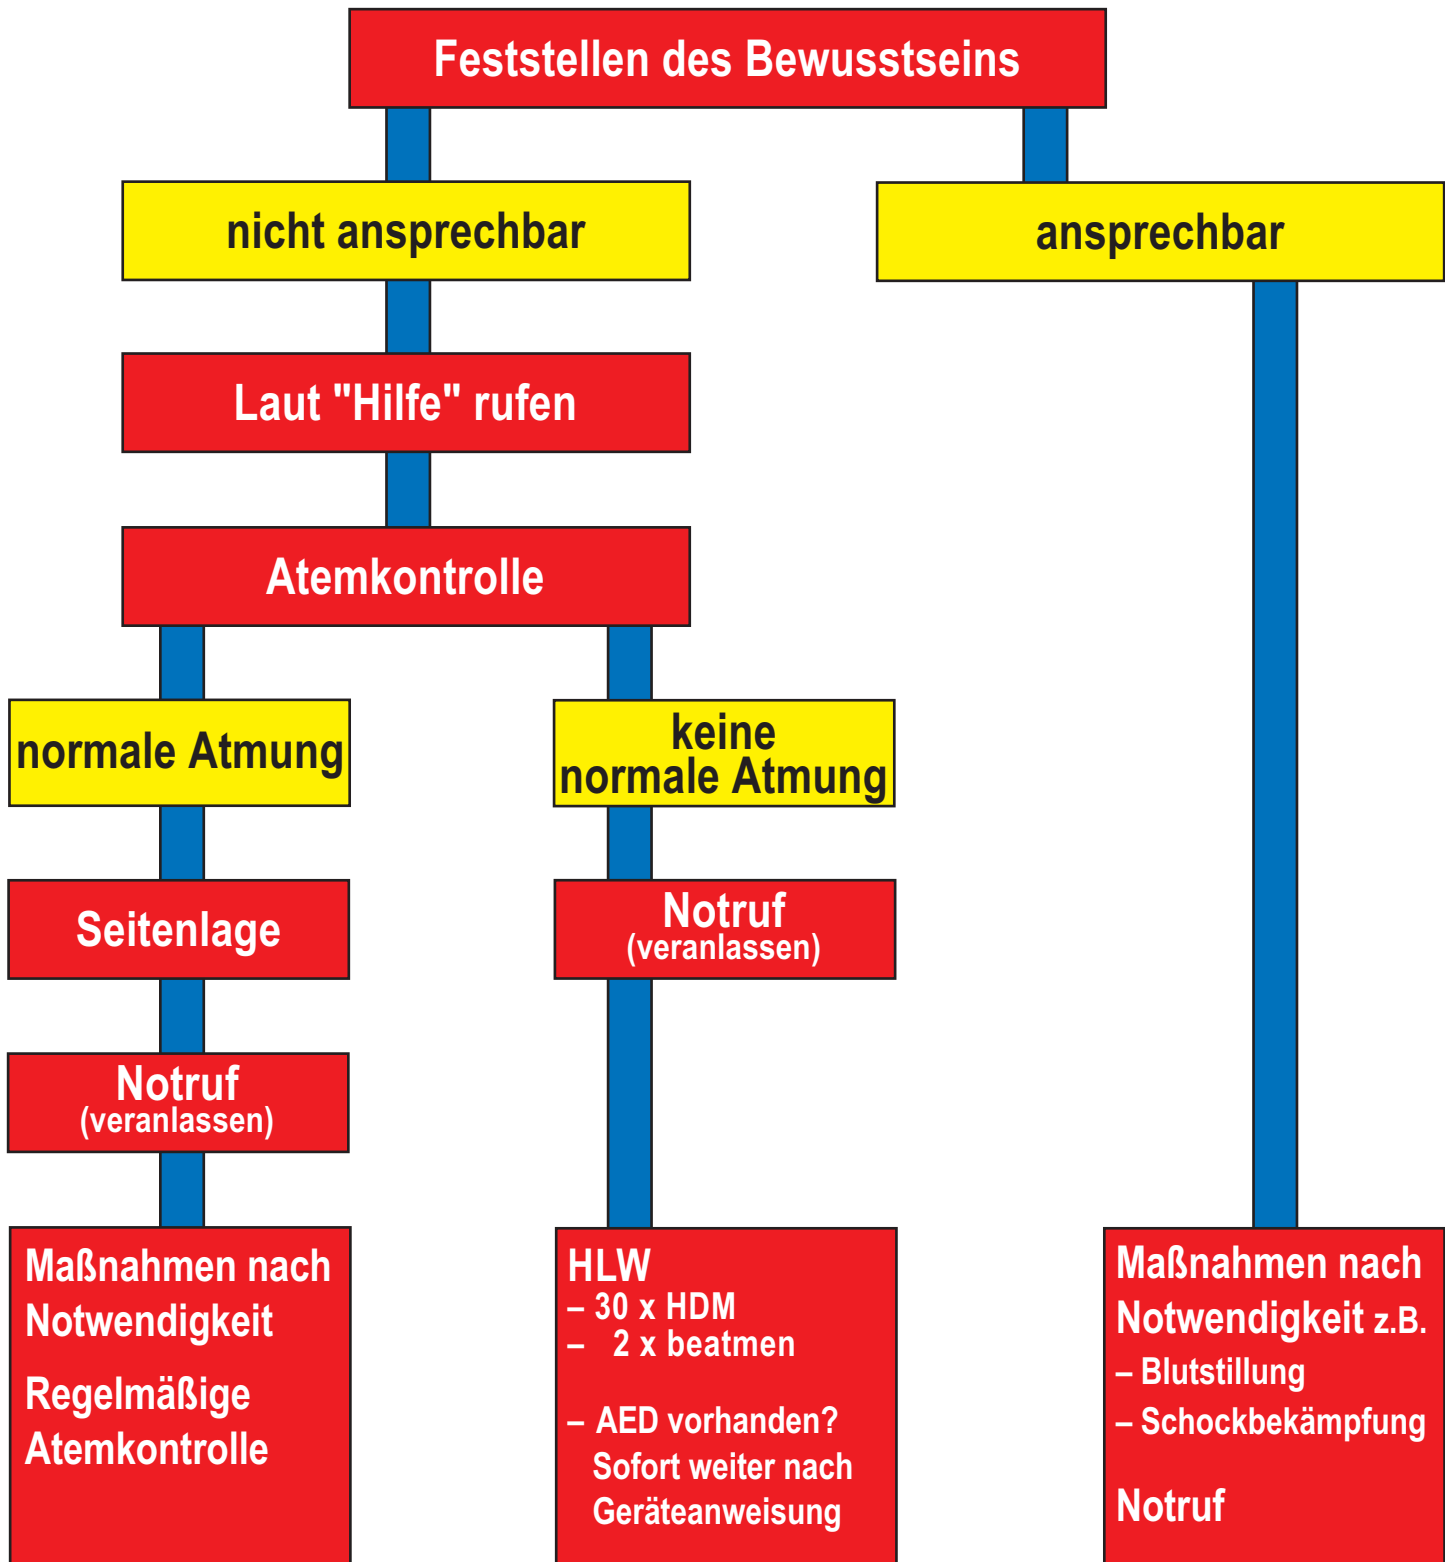 Feststellen des Bewusstseins
nicht ansprechbar
ansprechbar
Laut "Hilfe" rufen
Atemkontrolle
normale Atmung
keine
normale Atmung
Seitenlage
Notruf
(veranlassen)
Notruf
(veranlassen)
Maßnahmen nach
Notwendigkeit
Regelmäßige
Atemkontrolle
HLW
– 30 x HDM
– 2 x beatmen
– AED vorhanden?
Sofort weiter nach
Geräteanweisung
Maßnahmen nach
Notwendigkeit z.B.
– Blutstillung
– Schockbekämpfung
Notruf